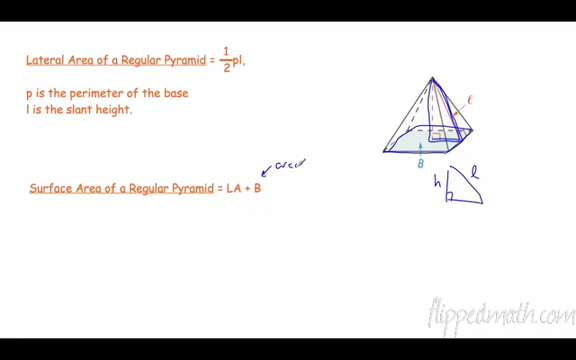 Lateral Area of a Regular Pyramid = 1/2 pl,
p is the perimeter of the base
l is the slant height.
ℓ
B
h
l
area
Surface Area of a Regular Pyramid = LA + B
flippedmath.com